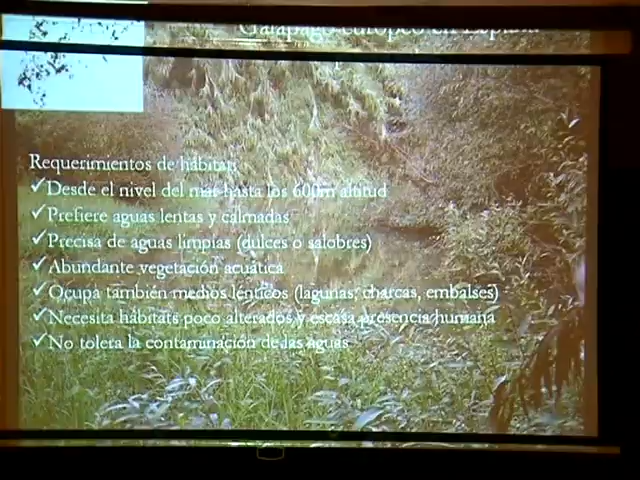 Galápago europeo en España
Requerimientos de hábitat:
✓Desde el nivel del mar hasta los 600m altitud
✓Prefiere aguas lentas y calmadas
✓Precisa de aguas limpias (dulces o salobres)
✓Abundante vegetación acuática
✓Ocupa también medios lénticos (lagunas, charcas, embalses)
✓Necesita hábitats poco alterados y escasa presencia humana
✓No tolera la contaminación de las aguas